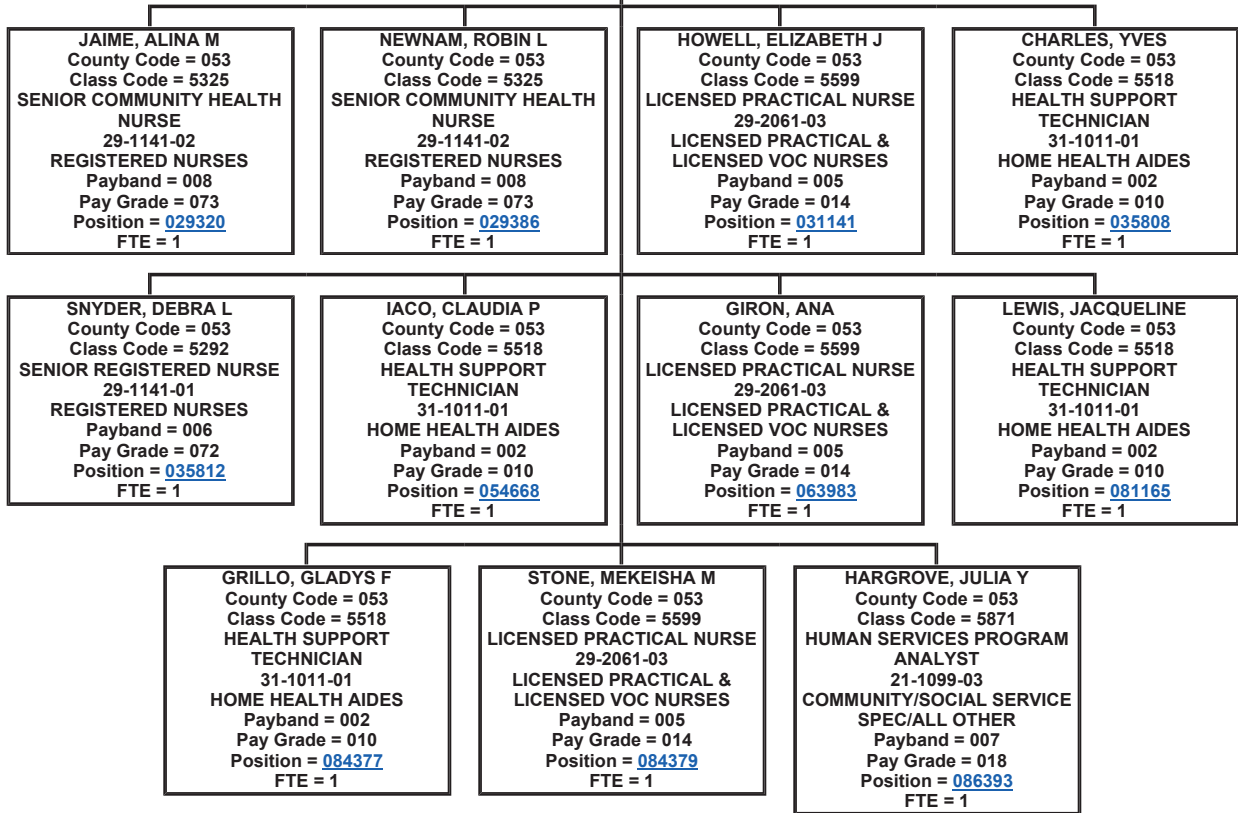 JAIME, ALINA M
County Code = 053
Class Code = 5325
SENIOR COMMUNITY HEALTH
NURSE
29-1141-02
REGISTERED NURSES
Payband = 008
Pay Grade = 073
Position = 029320
FTE = 1
NEWNAM, ROBIN L
County Code = 053
Class Code = 5325
SENIOR COMMUNITY HEALTH
NURSE
29-1141-02
REGISTERED NURSES
Payband = 008
Pay Grade = 073
Position = 029386
FTE = 1
HOWELL, ELIZABETH J
County Code = 053
Class Code = 5599
LICENSED PRACTICAL NURSE
29-2061-03
LICENSED PRACTICAL &
LICENSED VOC NURSES
Payband = 005
Pay Grade = 014
Position = 031141
FTE = 1
CHARLES, YVES
County Code = 053
Class Code = 5518
HEALTH SUPPORT
TECHNICIAN
31-1011-01
HOME HEALTH AIDES
Payband = 002
Pay Grade = 010
Position = 035808
FTE = 1
SNYDER, DEBRA L
County Code = 053
Class Code = 5292
SENIOR REGISTERED NURSE
29-1141-01
REGISTERED NURSES
Payband = 006
Pay Grade = 072
Position = 035812
FTE = 1
IACO, CLAUDIA P
County Code = 053
Class Code = 5518
HEALTH SUPPORT
TECHNICIAN
31-1011-01
HOME HEALTH AIDES
Payband = 002
Pay Grade = 010
Position = 054668
FTE = 1
GIRON, ANA
County Code = 053
Class Code = 5599
LICENSED PRACTICAL NURSE
29-2061-03
LICENSED PRACTICAL &
LICENSED VOC NURSES
Payband = 005
Pay Grade = 014
Position = 063983
FTE = 1
LEWIS, JACQUELINE
County Code = 053
Class Code = 5518
HEALTH SUPPORT
TECHNICIAN
31-1011-01
HOME HEALTH AIDES
Payband = 002
Pay Grade = 010
Position = 081165
FTE = 1
GRILLO, GLADYS F
County Code = 053
Class Code = 5518
HEALTH SUPPORT
TECHNICIAN
31-1011-01
HOME HEALTH AIDES
Payband = 002
Pay Grade = 010
Position = 084377
FTE = 1
STONE, MEKEISHA M
County Code = 053
Class Code = 5599
LICENSED PRACTICAL NURSE
29-2061-03
LICENSED PRACTICAL &
LICENSED VOC NURSES
Payband = 005
Pay Grade = 014
Position = 084379
FTE = 1
HARGROVE, JULIA Y
County Code = 053
Class Code = 5871
HUMAN SERVICES PROGRAM
ANALYST
21-1099-03
COMMUNITY/SOCIAL SERVICE
SPEC/ALL OTHER
Payband = 007
Pay Grade = 018
Position = 086393
FTE = 1